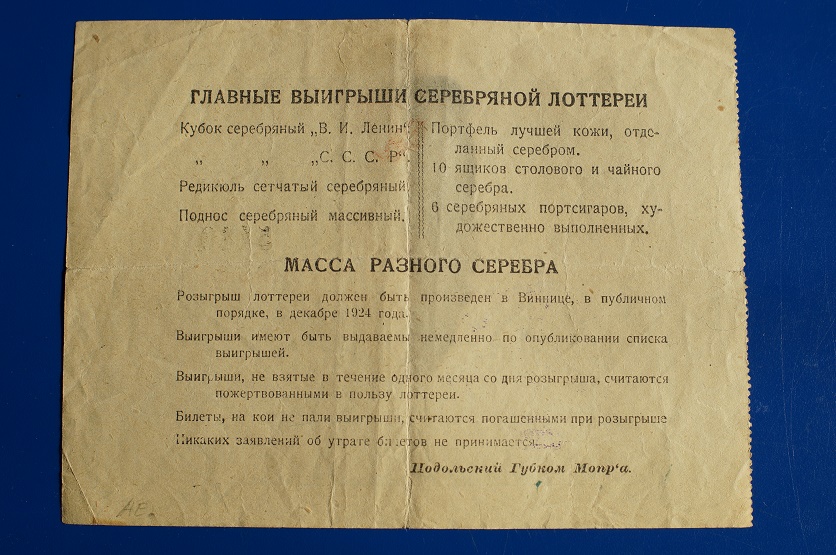 ГЛАВНЫЕ ВЫИГРЫШИ СЕРЕБРЯНОЙ ЛОТТЕРЕИ
Кубок серебряный „В. И. Ленин“.
„ „ „С. С. С. Р“.
Редикюль сетчатый серебряный.
Поднос серебряный массивный.
Портфель лучшей кожи, отде-
ланный серебром.
10 ящиков столового и чайного
серебра.
6 серебряных портсигаров, ху-
дожественно выполненных.
МАССА РАЗНОГО СЕРЕБРА
Розыгрыш лоттереи должен быть произведен в Виннице, в публичном
порядке, в декабре 1924 года.
Выигрыши имеют быть выдаваемы немедленно по опубликовании списка
выигрышей.
Выигрыши, не взятые в течение одного месяца со дня розыгрыша, считаются
пожертвованными в пользу лоттереи.
Билеты, на кои не пали выигрыши, считаются погашенными при розыгрыше
Никаких заявлений об утрате билетов не принимается.
Подольский Губком Мопр‘а.
АЕ.